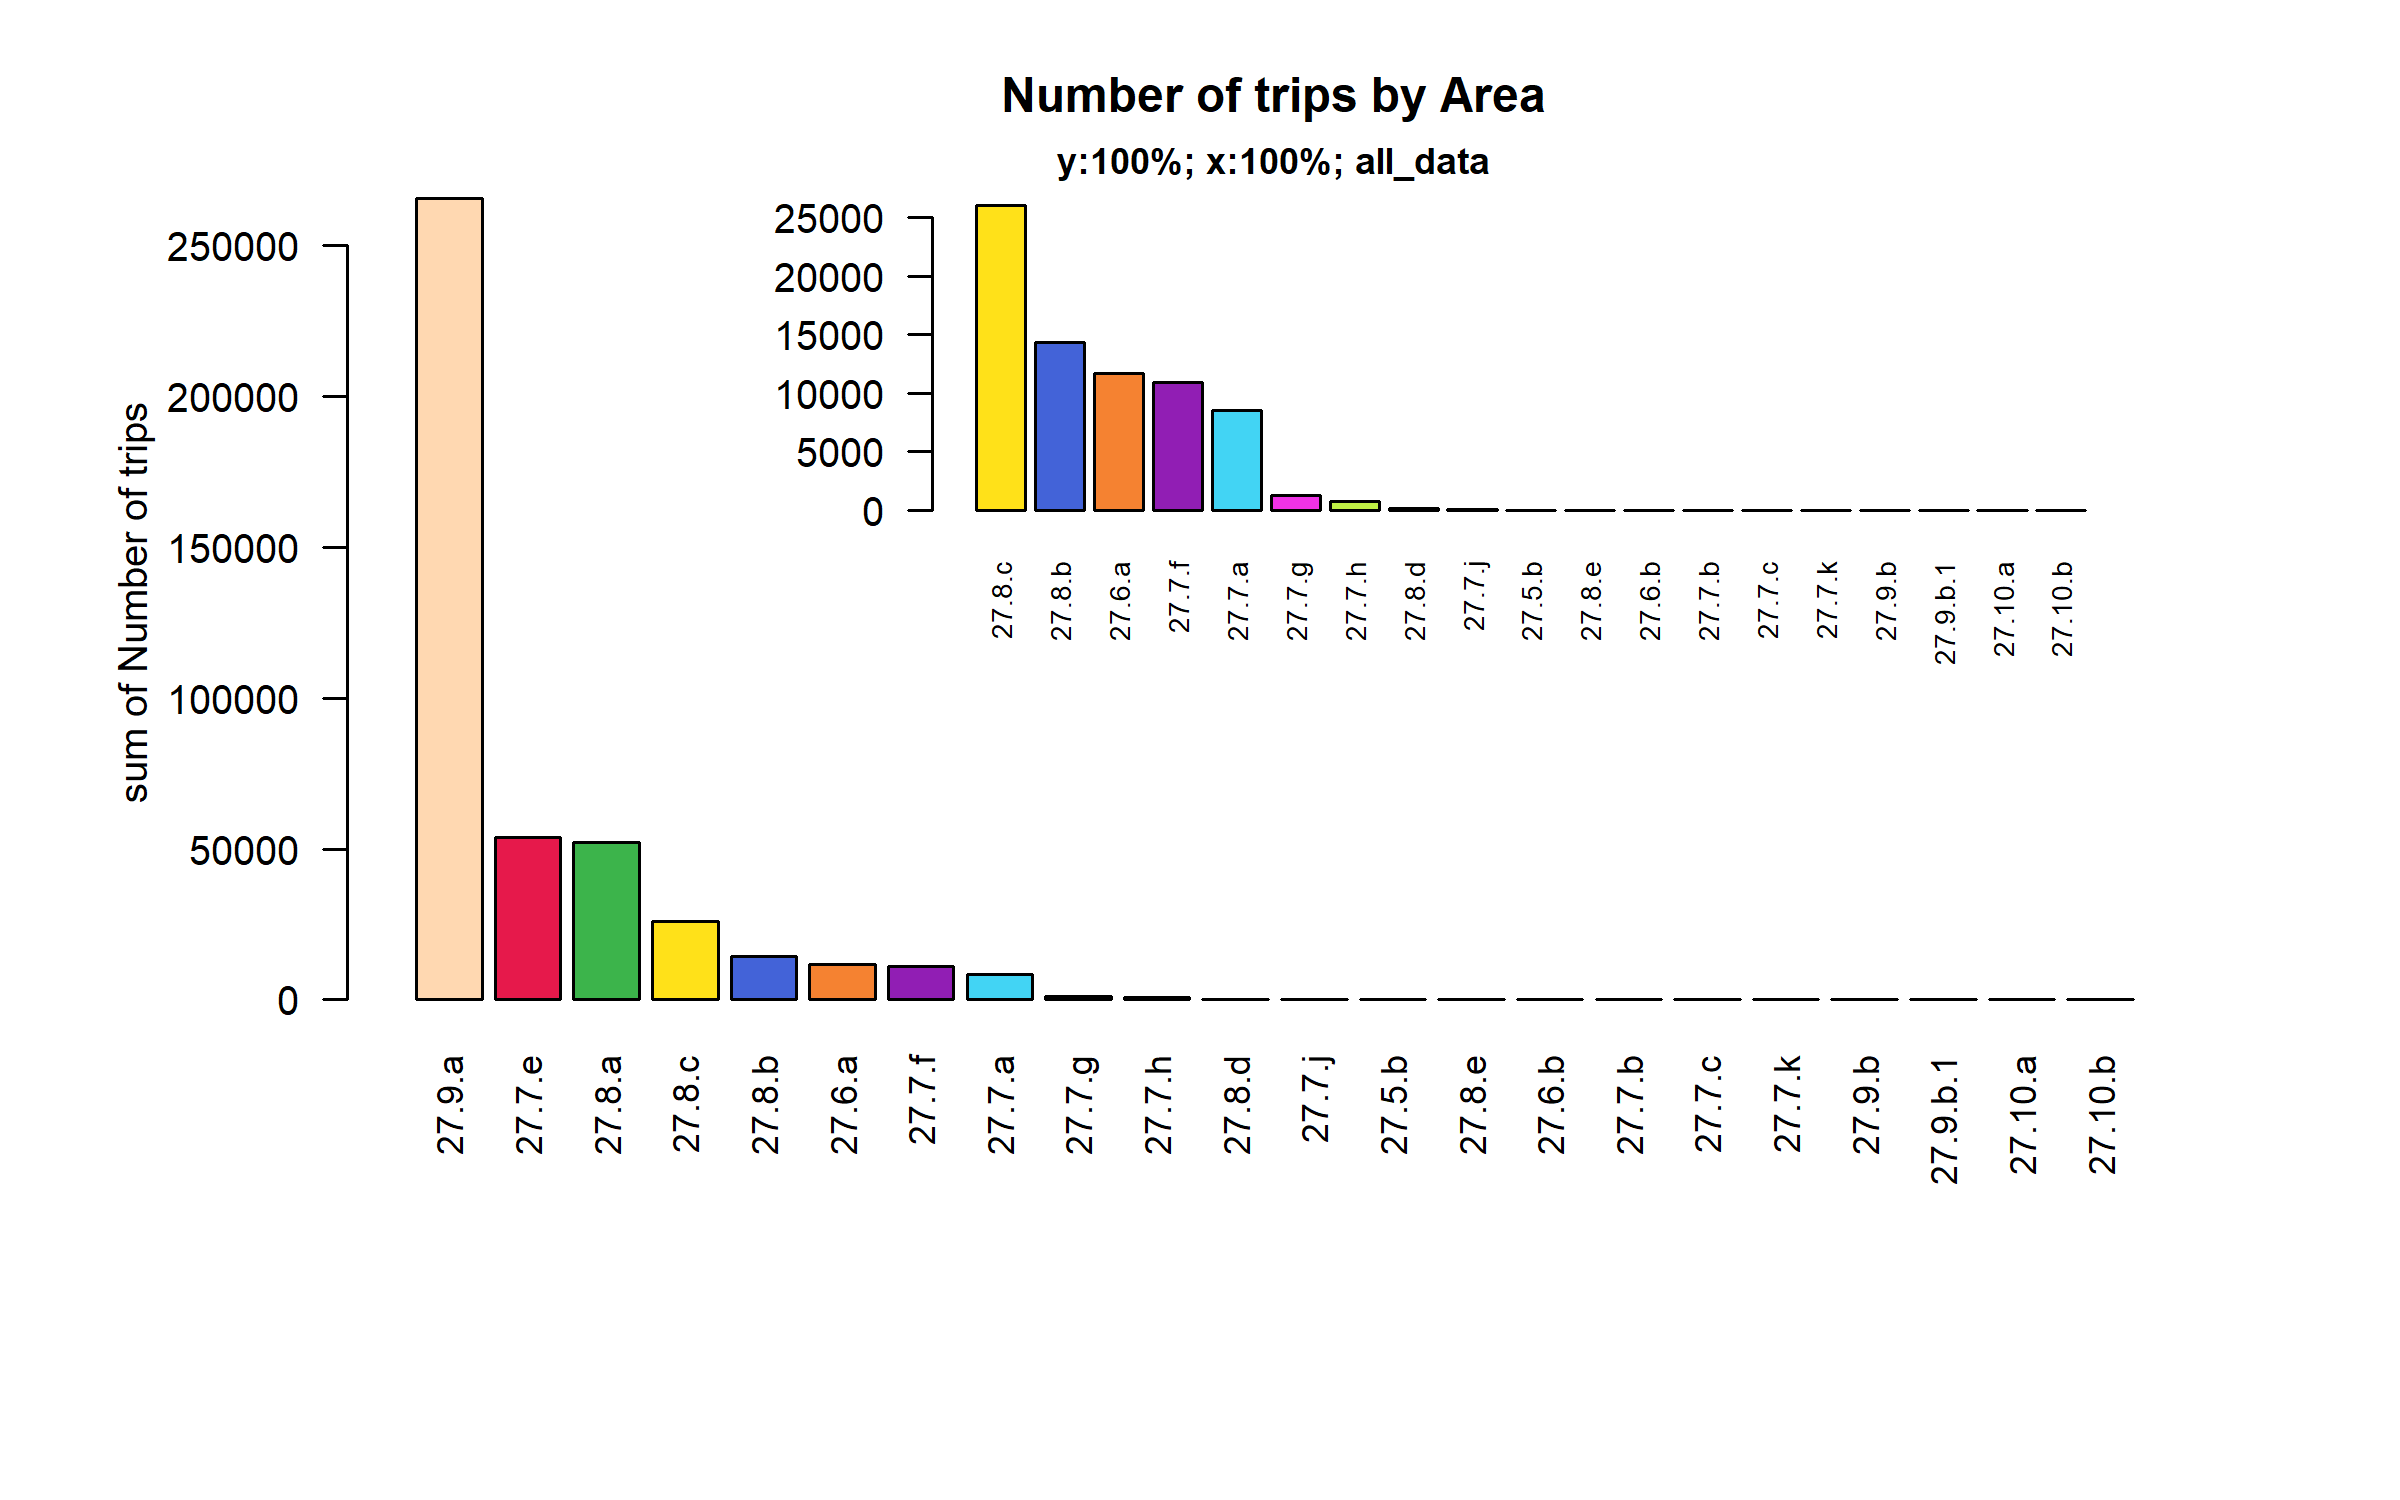 Number of trips by Area
y:100%; x:100%; all_data
sum of Number of trips
250000
200000
150000
100000
50000
0
25000
20000
15000
10000
5000
0
27.8.c
27.8.b
27.6.a
27.7.f
27.7.a
27.7.g
27.7.h
27.8.d
27.7.j
27.5.b
27.8.e
27.6.b
27.7.b
27.7.c
27.7.k
27.9.b
27.9.b.1
27.10.a
27.10.b
27.9.a
27.7.e
27.8.a
27.8.c
27.8.b
27.6.a
27.7.f
27.7.a
27.7.g
27.7.h
27.8.d
27.7.j
27.5.b
27.8.e
27.6.b
27.7.b
27.7.c
27.7.k
27.9.b
27.9.b.1
27.10.a
27.10.b